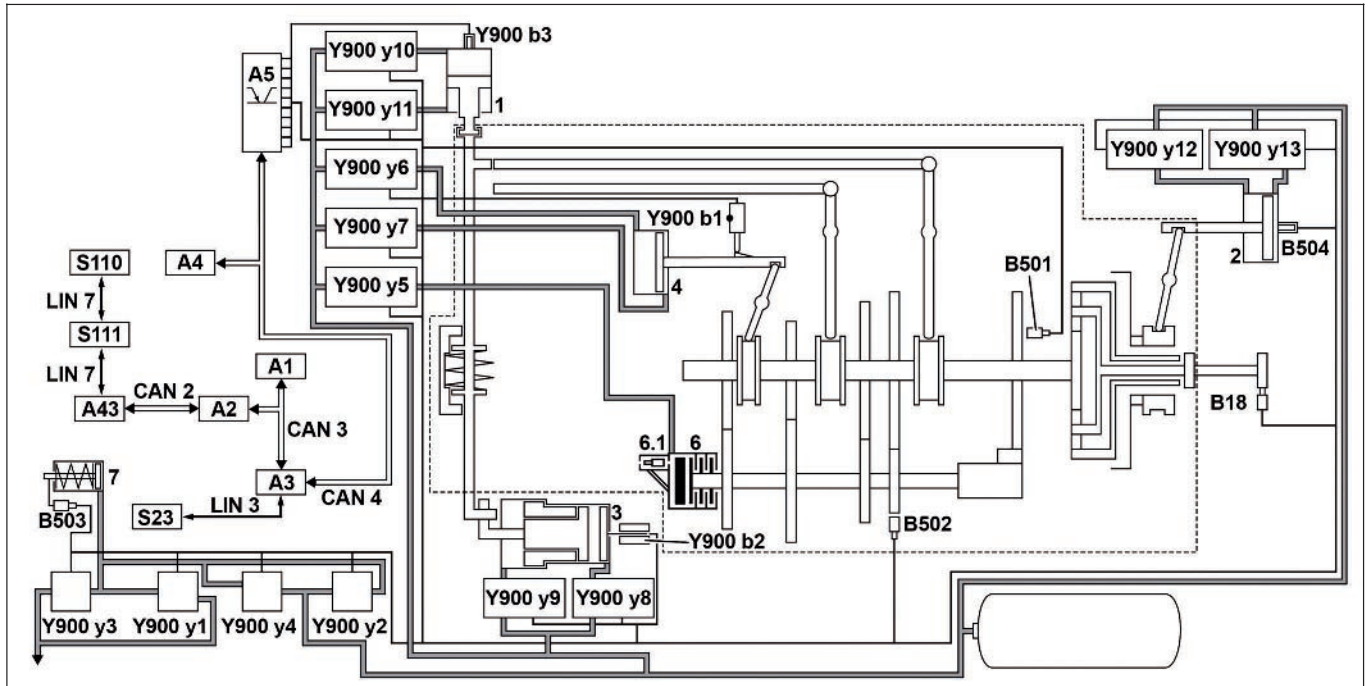 Y900 b3
Y900 y10
A5
Y900 y11
1
Y900 y12
Y900 y13
Y900 y6
Y900 b1
Y900 y7
S110
A4
B501
2
B504
LIN 7
Y900 y5
4
S111
LIN 7
A1
CAN 2
A43
A2
B18
CAN 3
6.1
6
7
A3
CAN 4
B503
S23
LIN 3
3
B502
Y900 b2
Y900 y9
Y900 y8
Y900 y3
Y900 y1
Y900 y4
Y900 y2